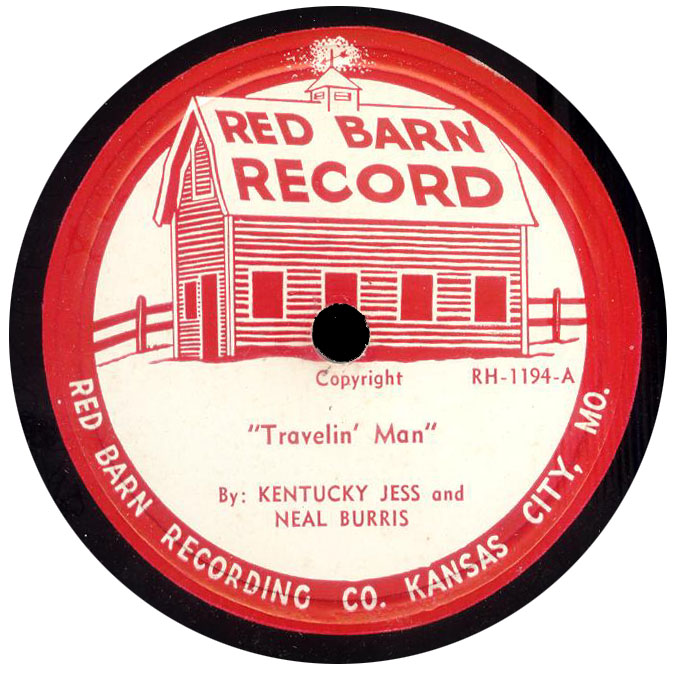 RED BARN
RECORD
Copyright RH-1194-A
"Travelin' Man"
By: KENTUCKY JESS and
NEAL BURRIS
RED BARN RECORDING CO. KANSAS CITY, MO.